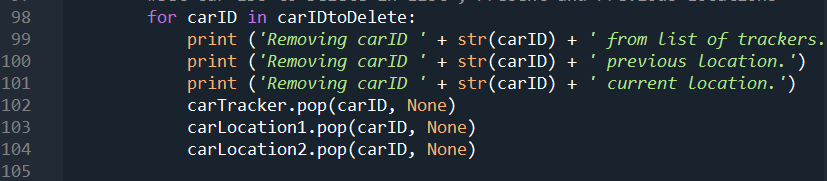 98 for carID in carIDtoDelete:
99 print ('Removing carID ' + str(carID) + ' from list of trackers.
100 print ('Removing carID ' + str(carID) + ' previous location.')
101 print ('Removing carID ' + str(carID) + ' current location.')
102 carTracker.pop(carID, None)
103 carLocation1.pop(carID, None)
104 carLocation2.pop(carID, None)
105